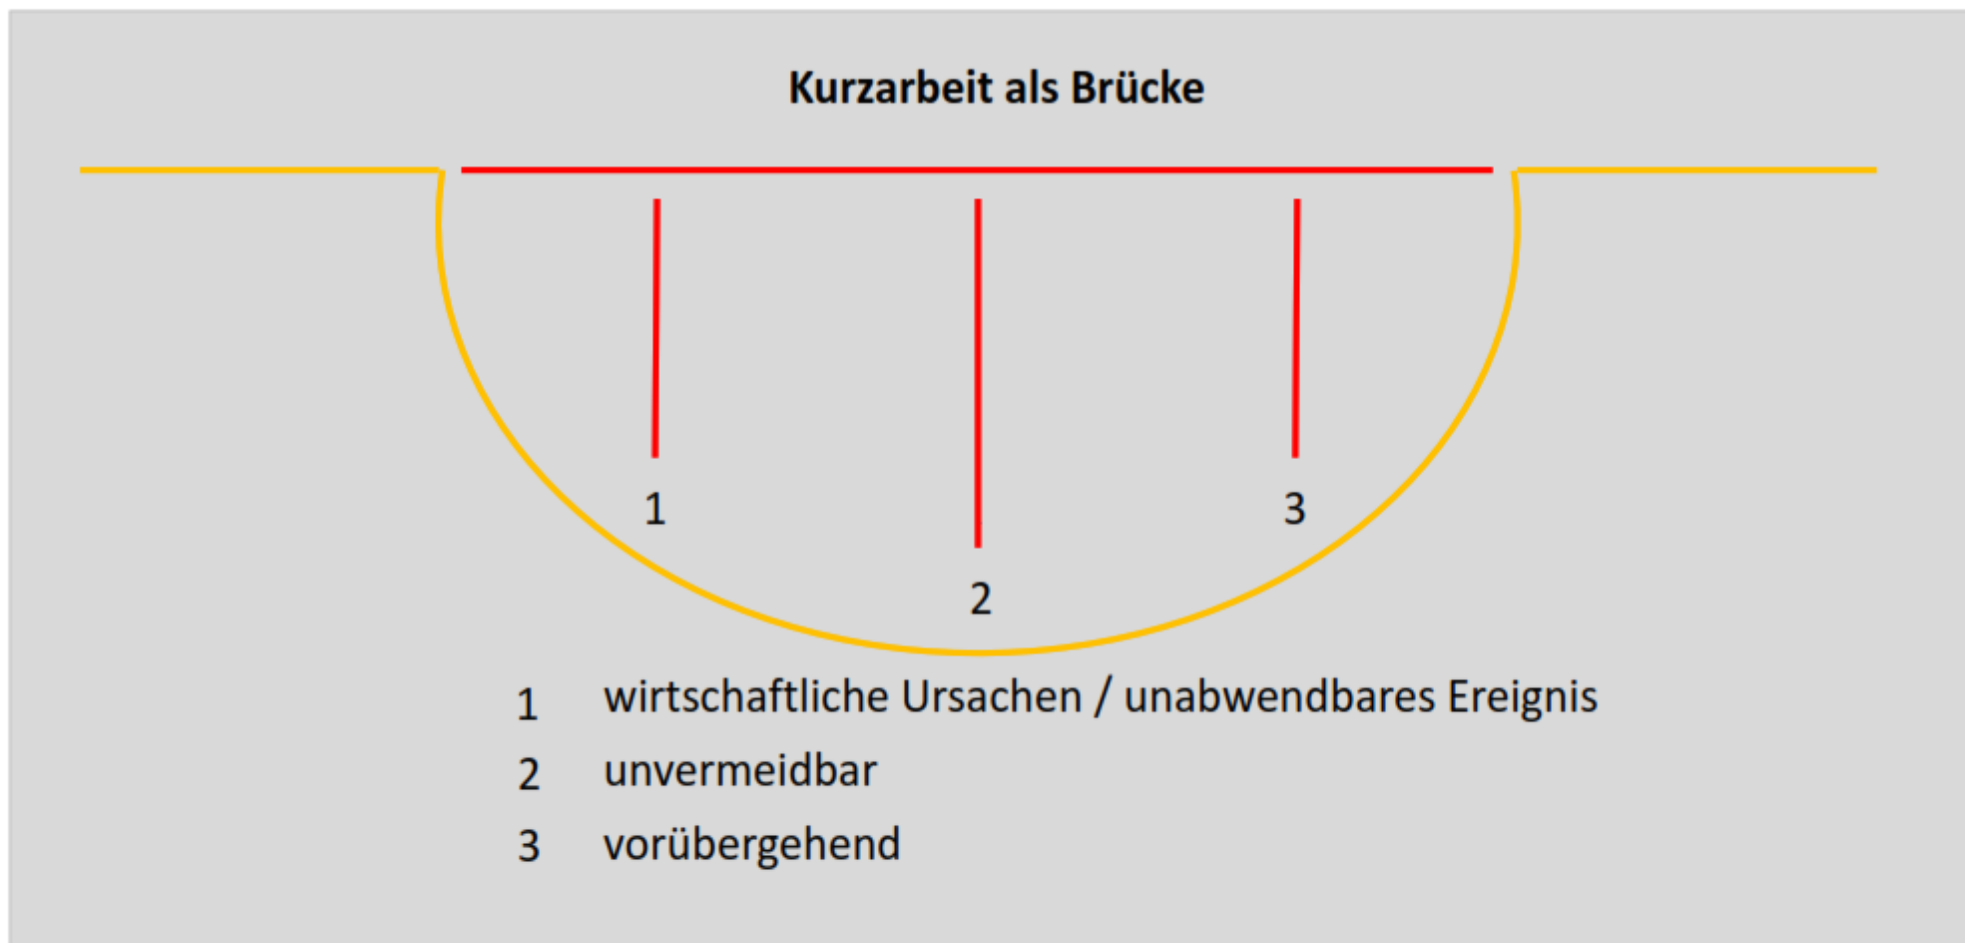 Kurzarbeit als Brücke
1
3
2
1 wirtschaftliche Ursachen / unabwendbares Ereignis
2 unvermeidbar
3 vorübergehend